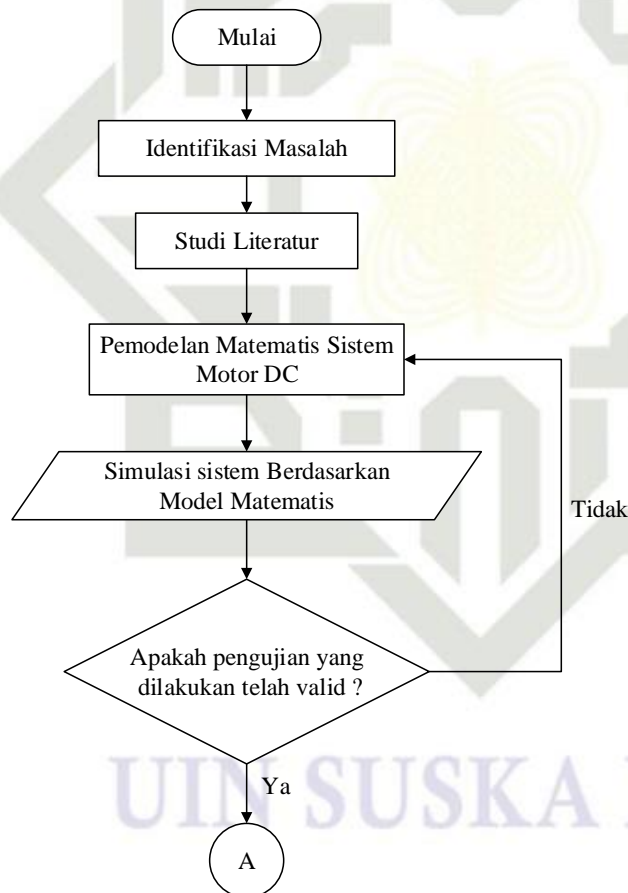 Mulai
Identifikasi Masalah
Studi Literatur
Pemodelan Matematis Sistem
Motor DC
Simulasi sistem Berdasarkan
Model Matematis
Tidak
Apakah pengujian yang
dilakukan telah valid ?
Ya
UIN SUSKA
A